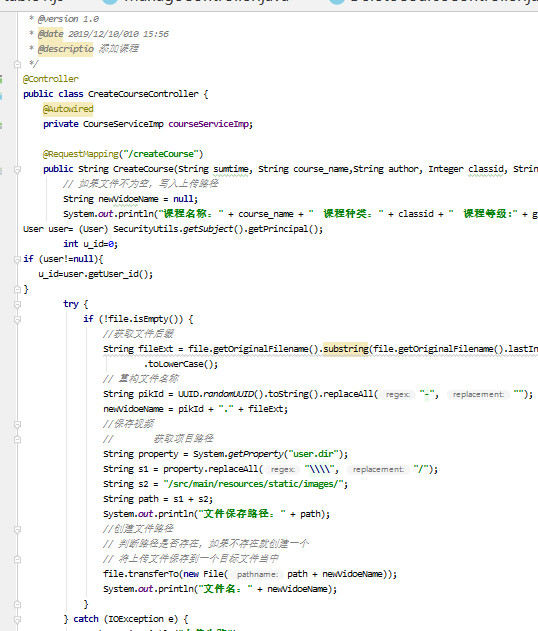 * @version 1.0
* @date 2019/12/10/010 15:56
* @descriptio 添加课程
*/
@Controller
public class CreateCourseController {
@Autowired
private CourseServiceImp courseServiceImp;
@RequestMapping("/createCourse")
public String CreateCourse(String sumtime, String course_name,String author, Integer classid, Strin
// 如果文件不为空，写入上传路径
String newVidoeName = null;
System.out.println("课程名称：" + course_name + " 课程种类：" + classid + " 课程等级:" + g
User user= (User) SecurityUtils.getSubject().getPrincipal();
int u_id=0;
if (user!=null){
u_id=user.getUser_id();
}
try {
if (!file.isEmpty()) {
//获取文件后缀
String fileExt = file.getOriginalFilename().substring(file.getOriginalFilename().lastIn
.toLowerCase();
// 重构文件名称
String pikId = UUID.randomUUID().toString().replaceAll( regex: "-", replacement: "");
newVidoeName = pikId + "." + fileExt;
//保存视频
// 获取项目路径
String property = System.getProperty("user.dir");
String s1 = property.replaceAll( regex: "\\\\", replacement: "/");
String s2 = "/src/main/resources/static/images/";
String path = s1 + s2;
System.out.println("文件保存路径：" + path);
//创建文件路径
// 判断路径是否存在，如果不存在就创建一个
// 将上传文件保存到一个目标文件当中
file.transferTo(new File( pathname: path + newVidoeName));
System.out.println("文件名：" + newVidoeName);
}
} catch (IOException e) {